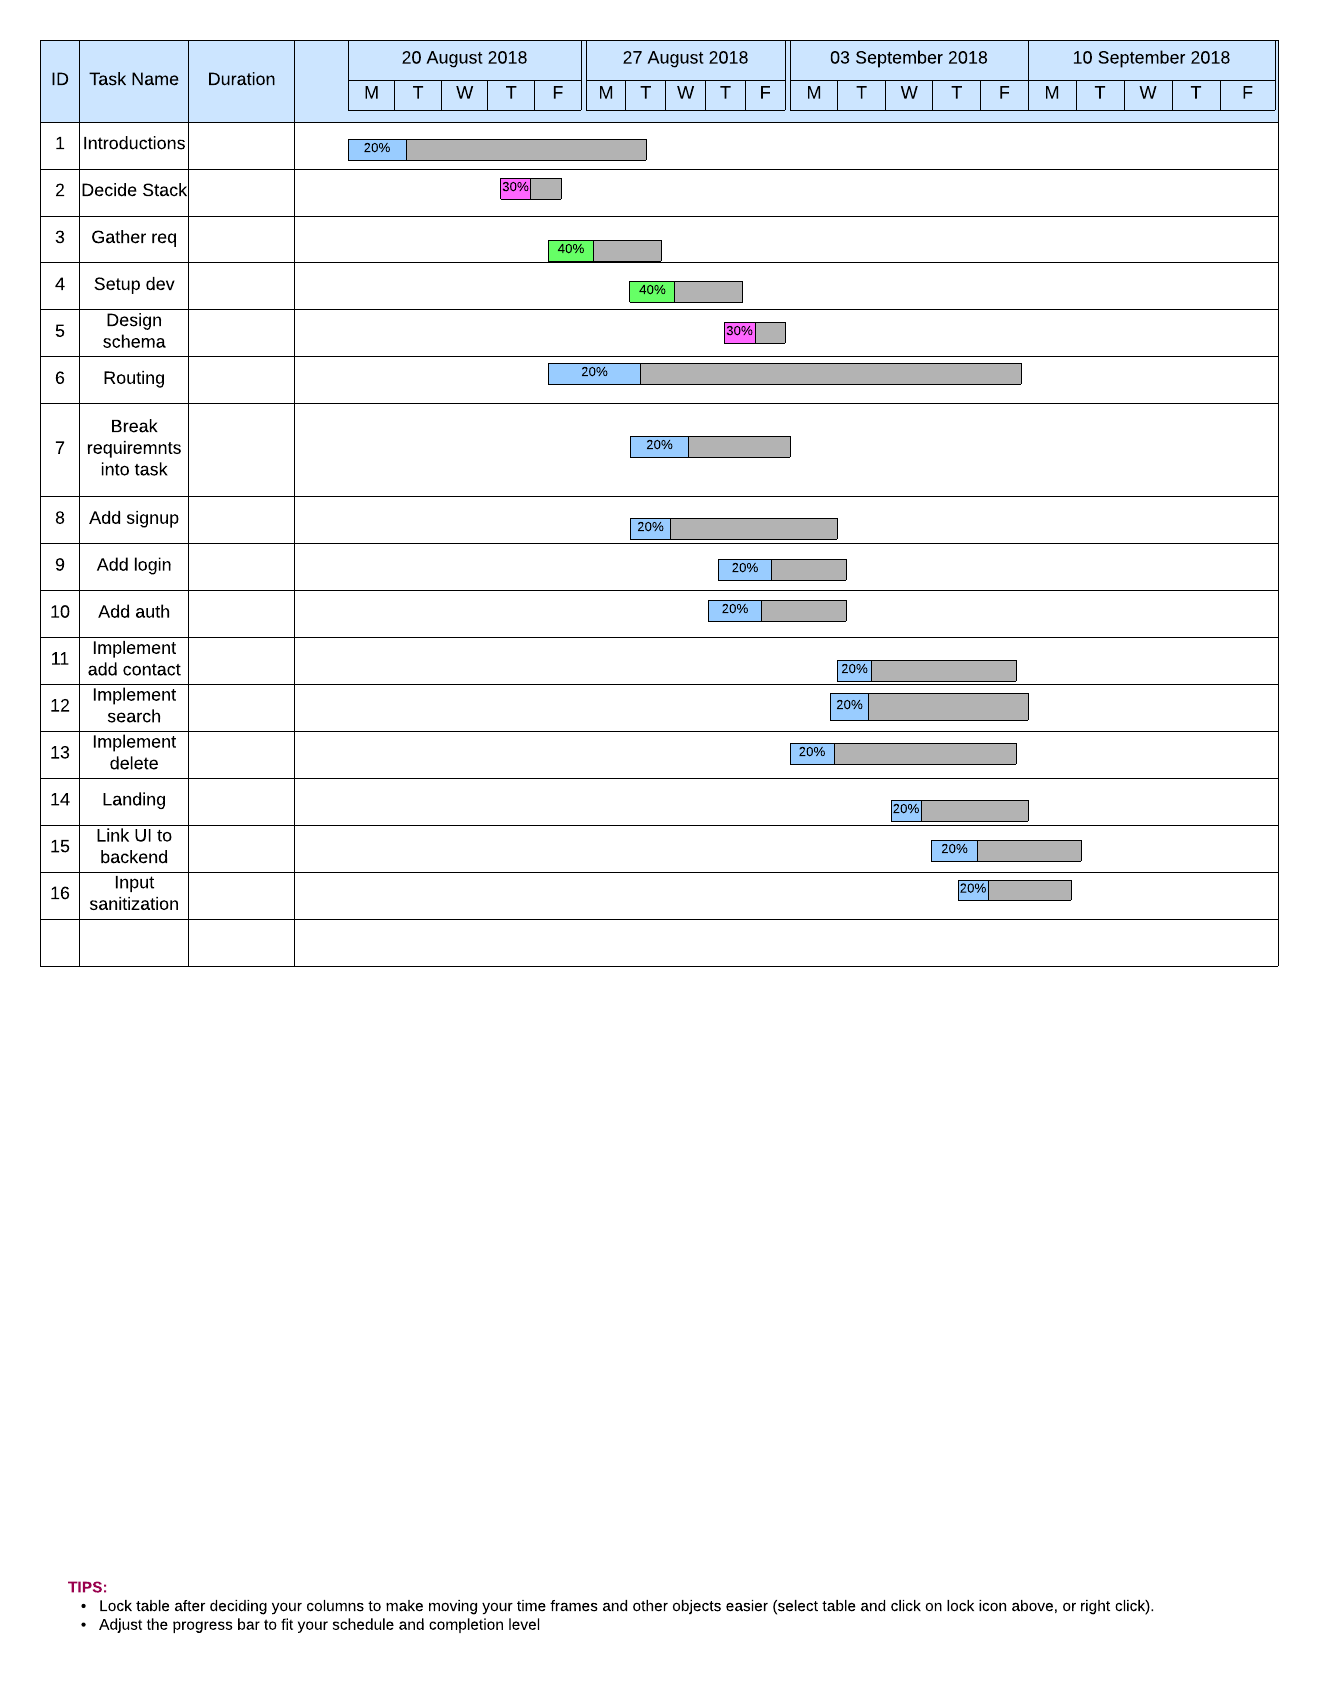 20 August 2018 27 August 2018 03 September 2018 10 September 2018
ID Task Name Duration
M T W T F M T W T F M T W T F M T W T F
1 Introductions 20%
2 Decide Stack 30%
3 Gather req 40%
4 Setup dev 40%
5 Design
schema 30%
6 Routing 20%
7 Break
requiremnts
into task 20%
8 Add signup 20%
9 Add login 20%
10 Add auth 20%
11 Implement
add contact 20%
12 Implement
search 20%
13 Implement
delete 20%
14 Landing 20%
15 Link UI to
backend 20%
16 Input
sanitization 20%
TIPS:
• Lock table after deciding your columns to make moving your time frames and other objects easier (select table and click on lock icon above, or right click).
• Adjust the progress bar to fit your schedule and completion level